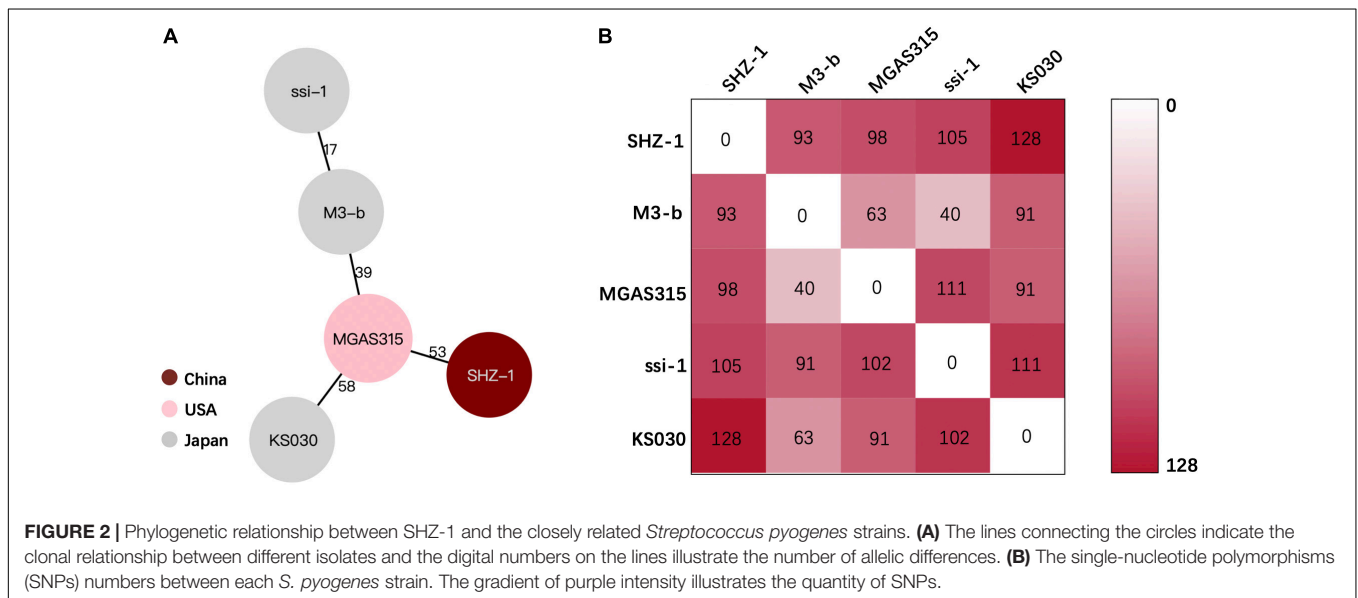 A
ssi-1
17
M3-b
39
MGAS315
53
SHZ-1
58
KS030
China
USA
Japan
B
SHZ-1 M3-b MGAS315 ssi-1 KS030
SHZ-1 0 93 98 105 128
M3-b 93 0 63 40 91
MGAS315 98 40 0 111 91
ssi-1 105 91 102 0 111
KS030 128 63 91 102 0
0
128
FIGURE 2 | Phylogenetic relationship between SHZ-1 and the closely related Streptococcus pyogenes strains. (A) The lines connecting the circles indicate the
clonal relationship between different isolates and the digital numbers on the lines illustrate the number of allelic differences. (B) The single-nucleotide polymorphisms
(SNPs) numbers between each S. pyogenes strain. The gradient of purple intensity illustrates the quantity of SNPs.